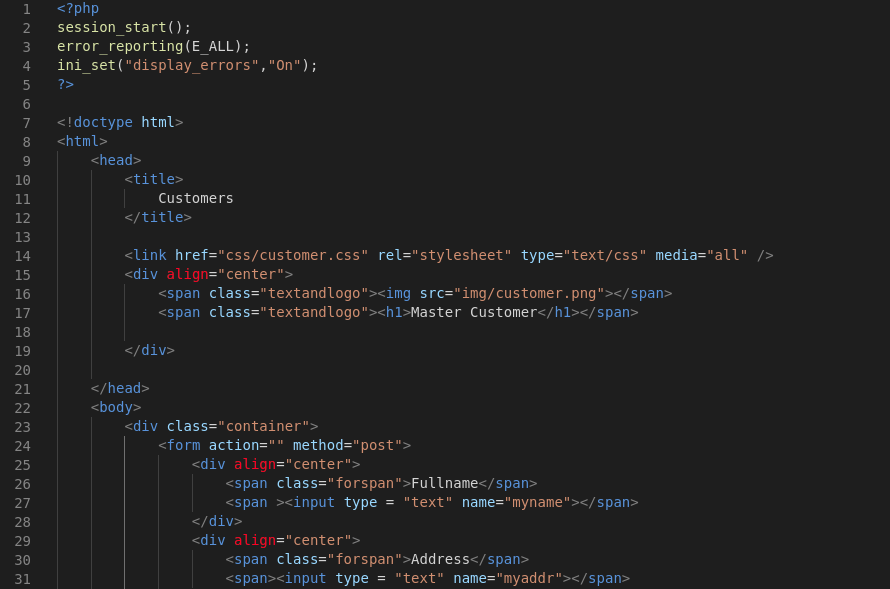 1 <?php
2 session_start();
3 error_reporting(E_ALL);
4 ini_set("display_errors","On");
5 ?>
6
7 <!doctype html>
8 <html>
9     <head>
10         <title>
11             Customers
12         </title>
13
14         <link href="css/customer.css" rel="stylesheet" type="text/css" media="all" />
15         <div align="center">
16             <span class="textandlogo"><img src="img/customer.png"></span>
17             <span class="textandlogo"><h1>Master Customer</h1></span>
18
19         </div>
20
21     </head>
22     <body>
23         <div class="container">
24             <form action="" method="post">
25                 <div align="center">
26                     <span class="forspan">Fullname</span>
27                     <span ><input type = "text" name="myname"></span>
28                 </div>
29                 <div align="center">
30                     <span class="forspan">Address</span>
31                     <span><input type = "text" name="myaddr"></span>